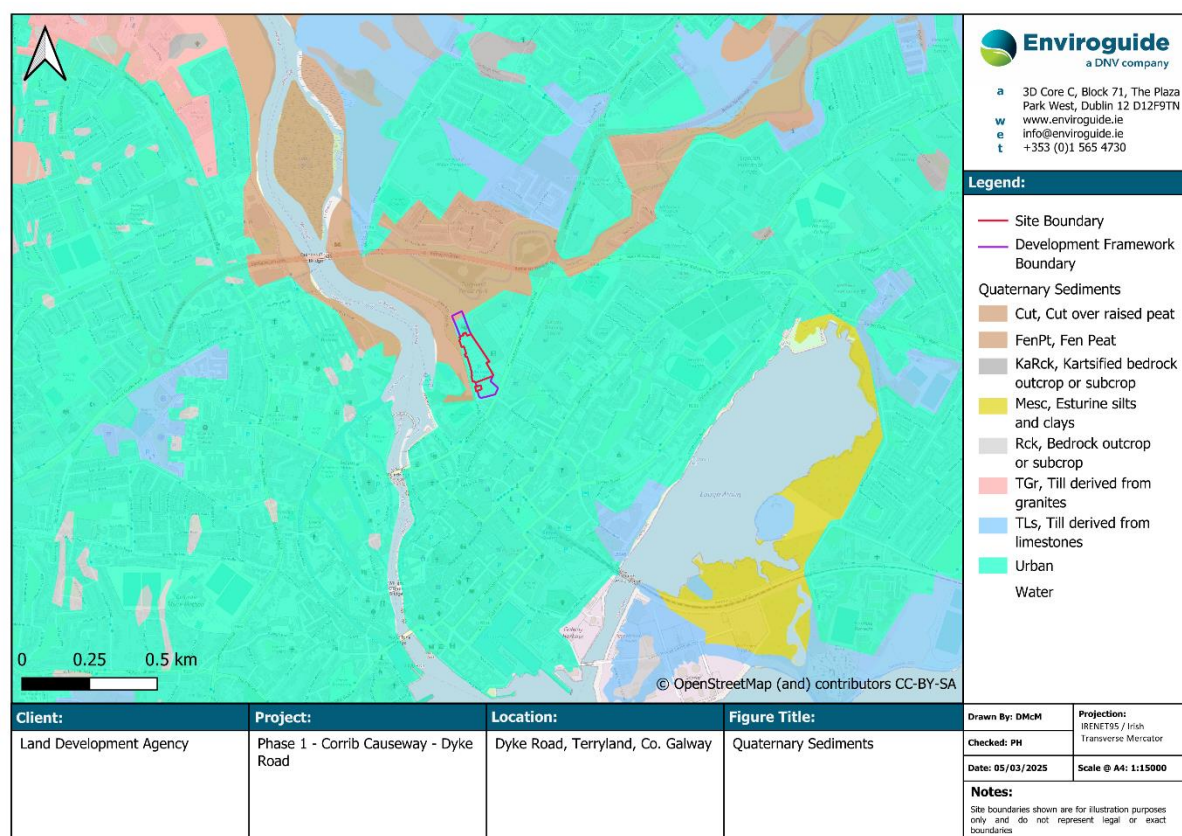 Enviroguide
a DNV company
a 3D Core C, Block 71, The Plaza
Park West, Dublin 12 D12F9TN
w www.enviroguide.ie
e info@enviroguide.ie
t +353 (0)1 565 4730
Legend:
Site Boundary
Development Framework
Boundary
Quaternary Sediments
Cut, Cut over raised peat
FenPt, Fen Peat
KaRck, Kartsified bedrock
outcrop or subcrop
Mesc, Esturine silts
and clays
Rck, Bedrock outcrop
or subcrop
TGr, Till derived from
granites
TLs, Till derived from
limestones
Urban
Water
Lough Atalia
Galway
Harbour
0 0.25 0.5 km
© OpenStreetMap (and) contributors CC-BY-SA
Client:
Land Development Agency
Project:
Phase 1 - Corrib Causeway - Dyke
Road
Location:
Dyke Road, Terryland, Co. Galway
Figure Title:
Quaternary Sediments
Drawn By: DMcM
Checked: PH
Date: 05/03/2025
Projection:
IRENET95 / Irish
Transverse Mercator
Scale @ A4: 1:15000
Notes:
Site boundaries shown are for illustration purposes
only and do not represent legal or exact
boundaries